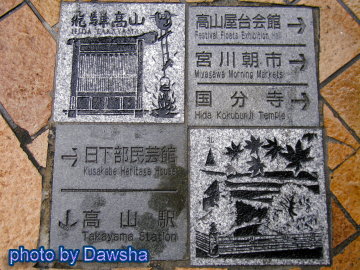 飛騨高山
HIDA TAKAYAMA
高山屋台会館
Festival Floats Exhibition Hall
宮川朝市
Miyagawa Morning Markets
国分寺
Hida Kokubunji Temple
日下部民芸館
Kusakabe Heritage House
高山駅
Takayama Station
photo by Dawsha